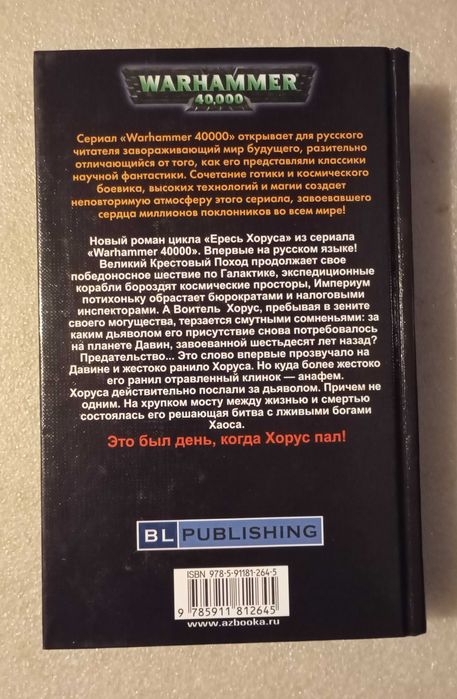 WARHAMMER
40,000
Сериал «Warhammer 40000» открывает для русского
читателя завораживающий мир будущего, разительно
отличающийся от того, как его представляли классики
научной фантастики. Сочетание готики и космического
боевика, высоких технологий и магии создает
неповторимую атмосферу этого сериала, завоевавшего
сердца миллионов поклонников во всем мире!
Новый роман цикла «Ересь Хоруса» из сериала
«Warhammer 40000». Впервые на русском языке!
Великий Крестовый Поход продолжает свое
победоносное шествие по Галактике, экспедиционные
корабли бороздят космические просторы, Империум
потихоньку обрастает бюрократами и налоговыми
инспекторами. А Воитель Хорус, пребывая в зените
своего могущества, терзается смутными сомненьями: за
каким дьяволом его присутствие снова потребовалось
на планете Давин, завоеванной шестьдесят лет назад?
Предательство... Это слово впервые прозвучало на
Давине и жестоко ранило Хоруса. Но куда более жестоко
его ранил отравленный клинок — анафем.
Хоруса действительно послали за дьяволом. Причем не
одним. На хрупком мосту между жизнью и смертью
состоялась его решающая битва с лживыми богами
Хаоса.
Это был день, когда Хорус пал!
BL PUBLISHING
ISBN 978-5-91181-264-5
9 785911 812645
www.azbooka.ru